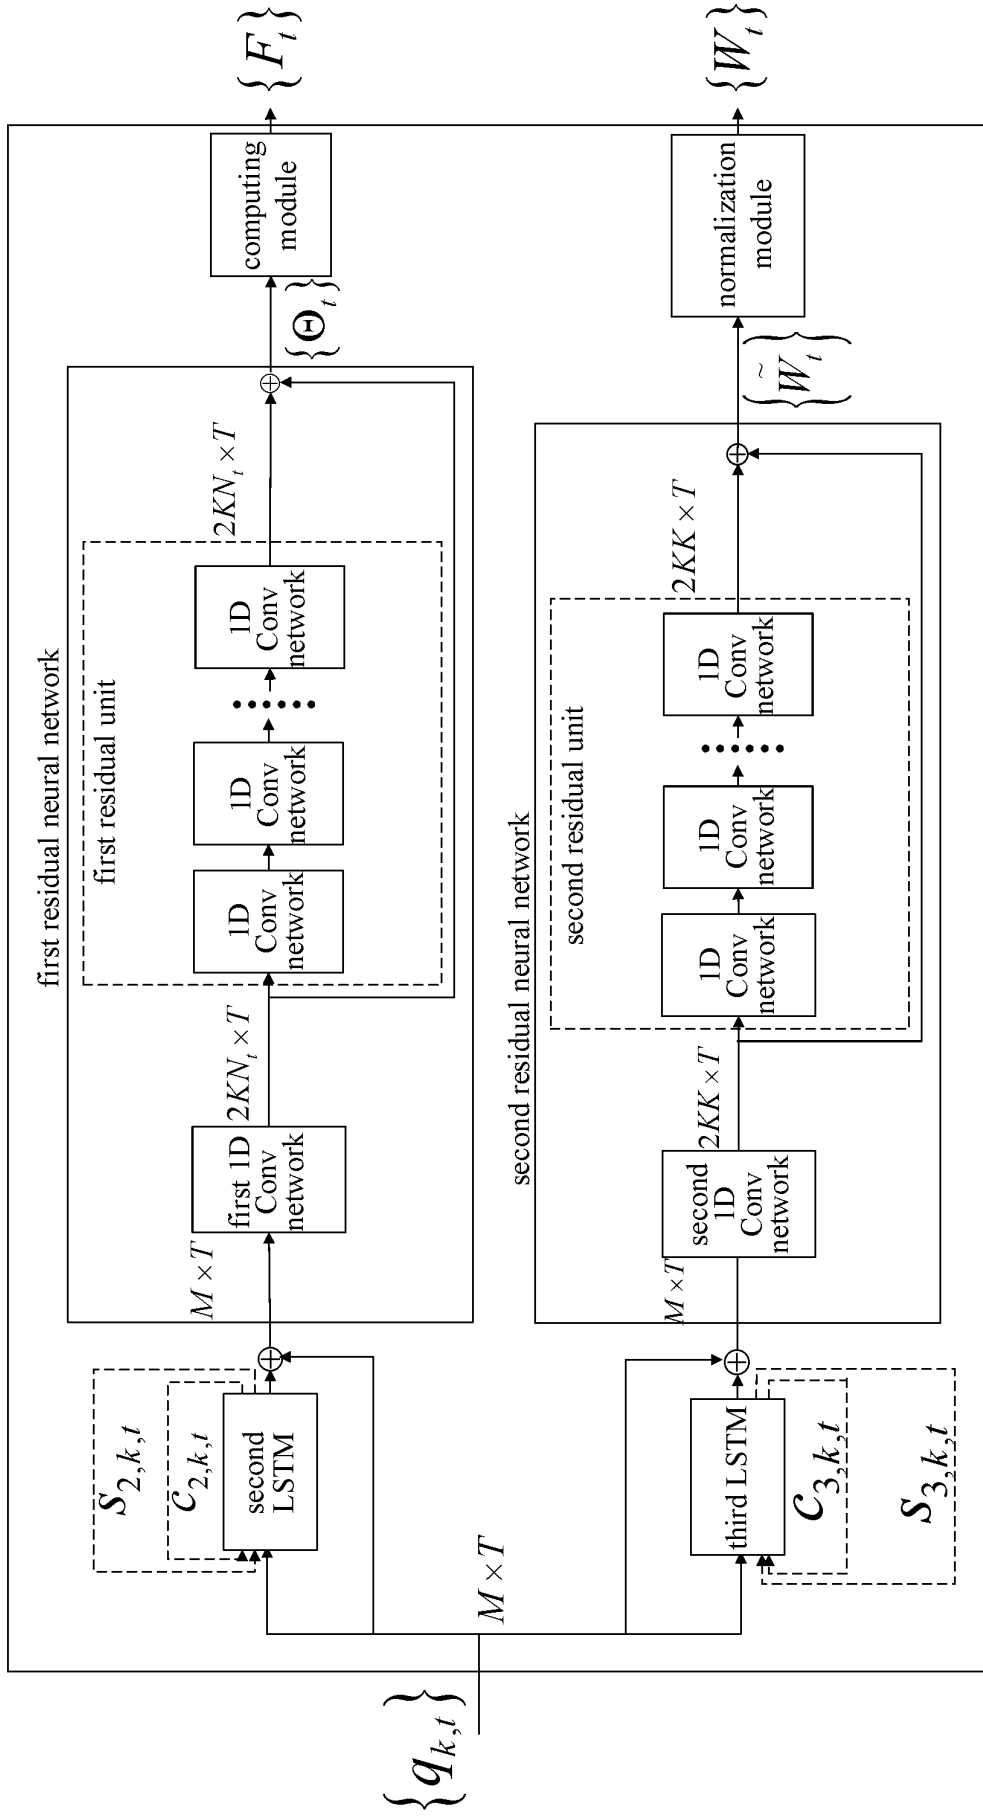 {q_{k,t}}
M×T
s_{2,k,t}
c_{2,k,t}
second
LSTM
first residual neural network
M×T
first 1D
Conv
network
2KN_t×T
first residual unit
1D
Conv
network
1D
Conv
network
1D
Conv
network
2KN_t×T
{Θ_t}
computing
module
{F_t}
third LSTM
c_{3,k,t}
s_{3,k,t}
second residual neural network
M×T
second
1D
Conv
network
2KK×T
second residual unit
1D
Conv
network
1D
Conv
network
1D
Conv
network
2KK×T
{W̃_t}
normalization
module
{W_t}